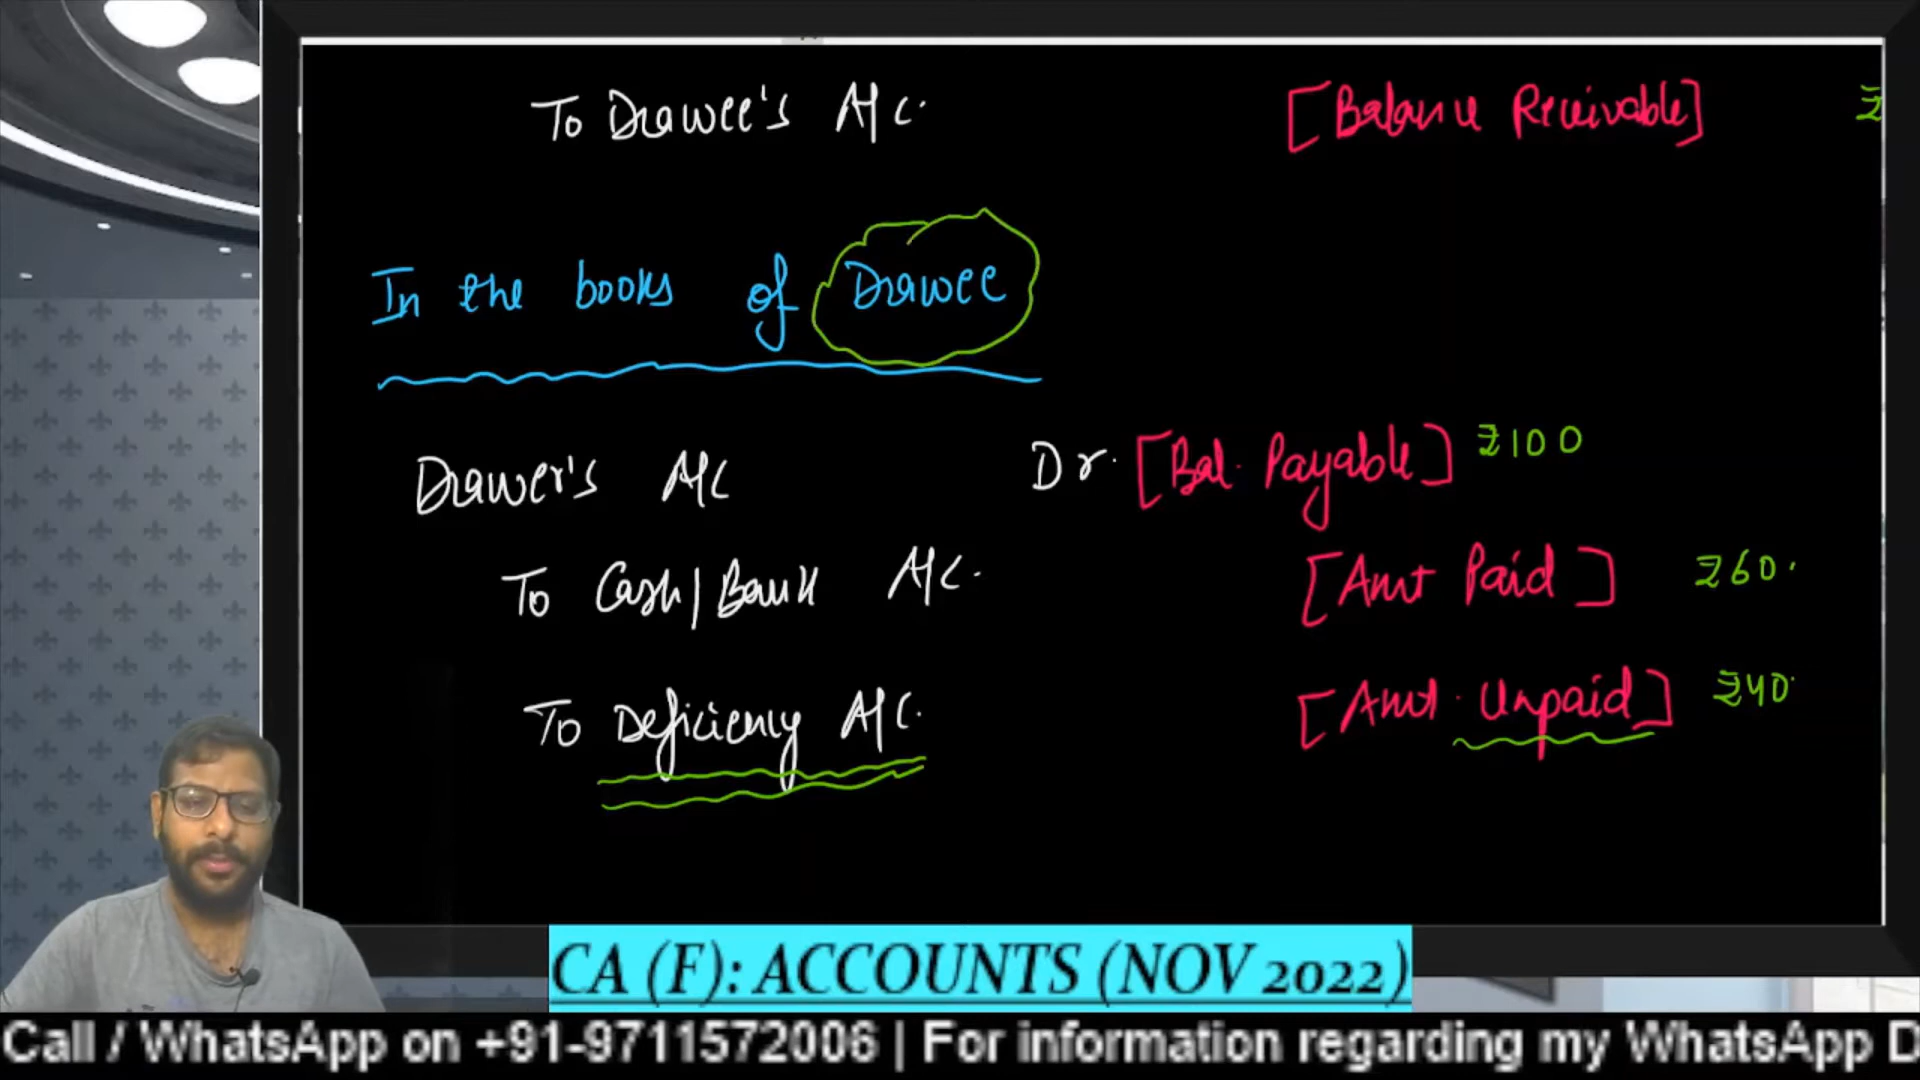 To Drawee's A/c. [Balance Receivable] ₹
In the books of Drawee
Drawer's A/c Dr. [Bal. Payable] ₹100
To Cash/Bank A/c. [Amt Paid] ₹60.
To Deficiency A/c. [Amt. Unpaid] ₹40.
CA (F): ACCOUNTS (NOV 2022)
Call / WhatsApp on +91-9711572006 | For information regarding my WhatsApp D